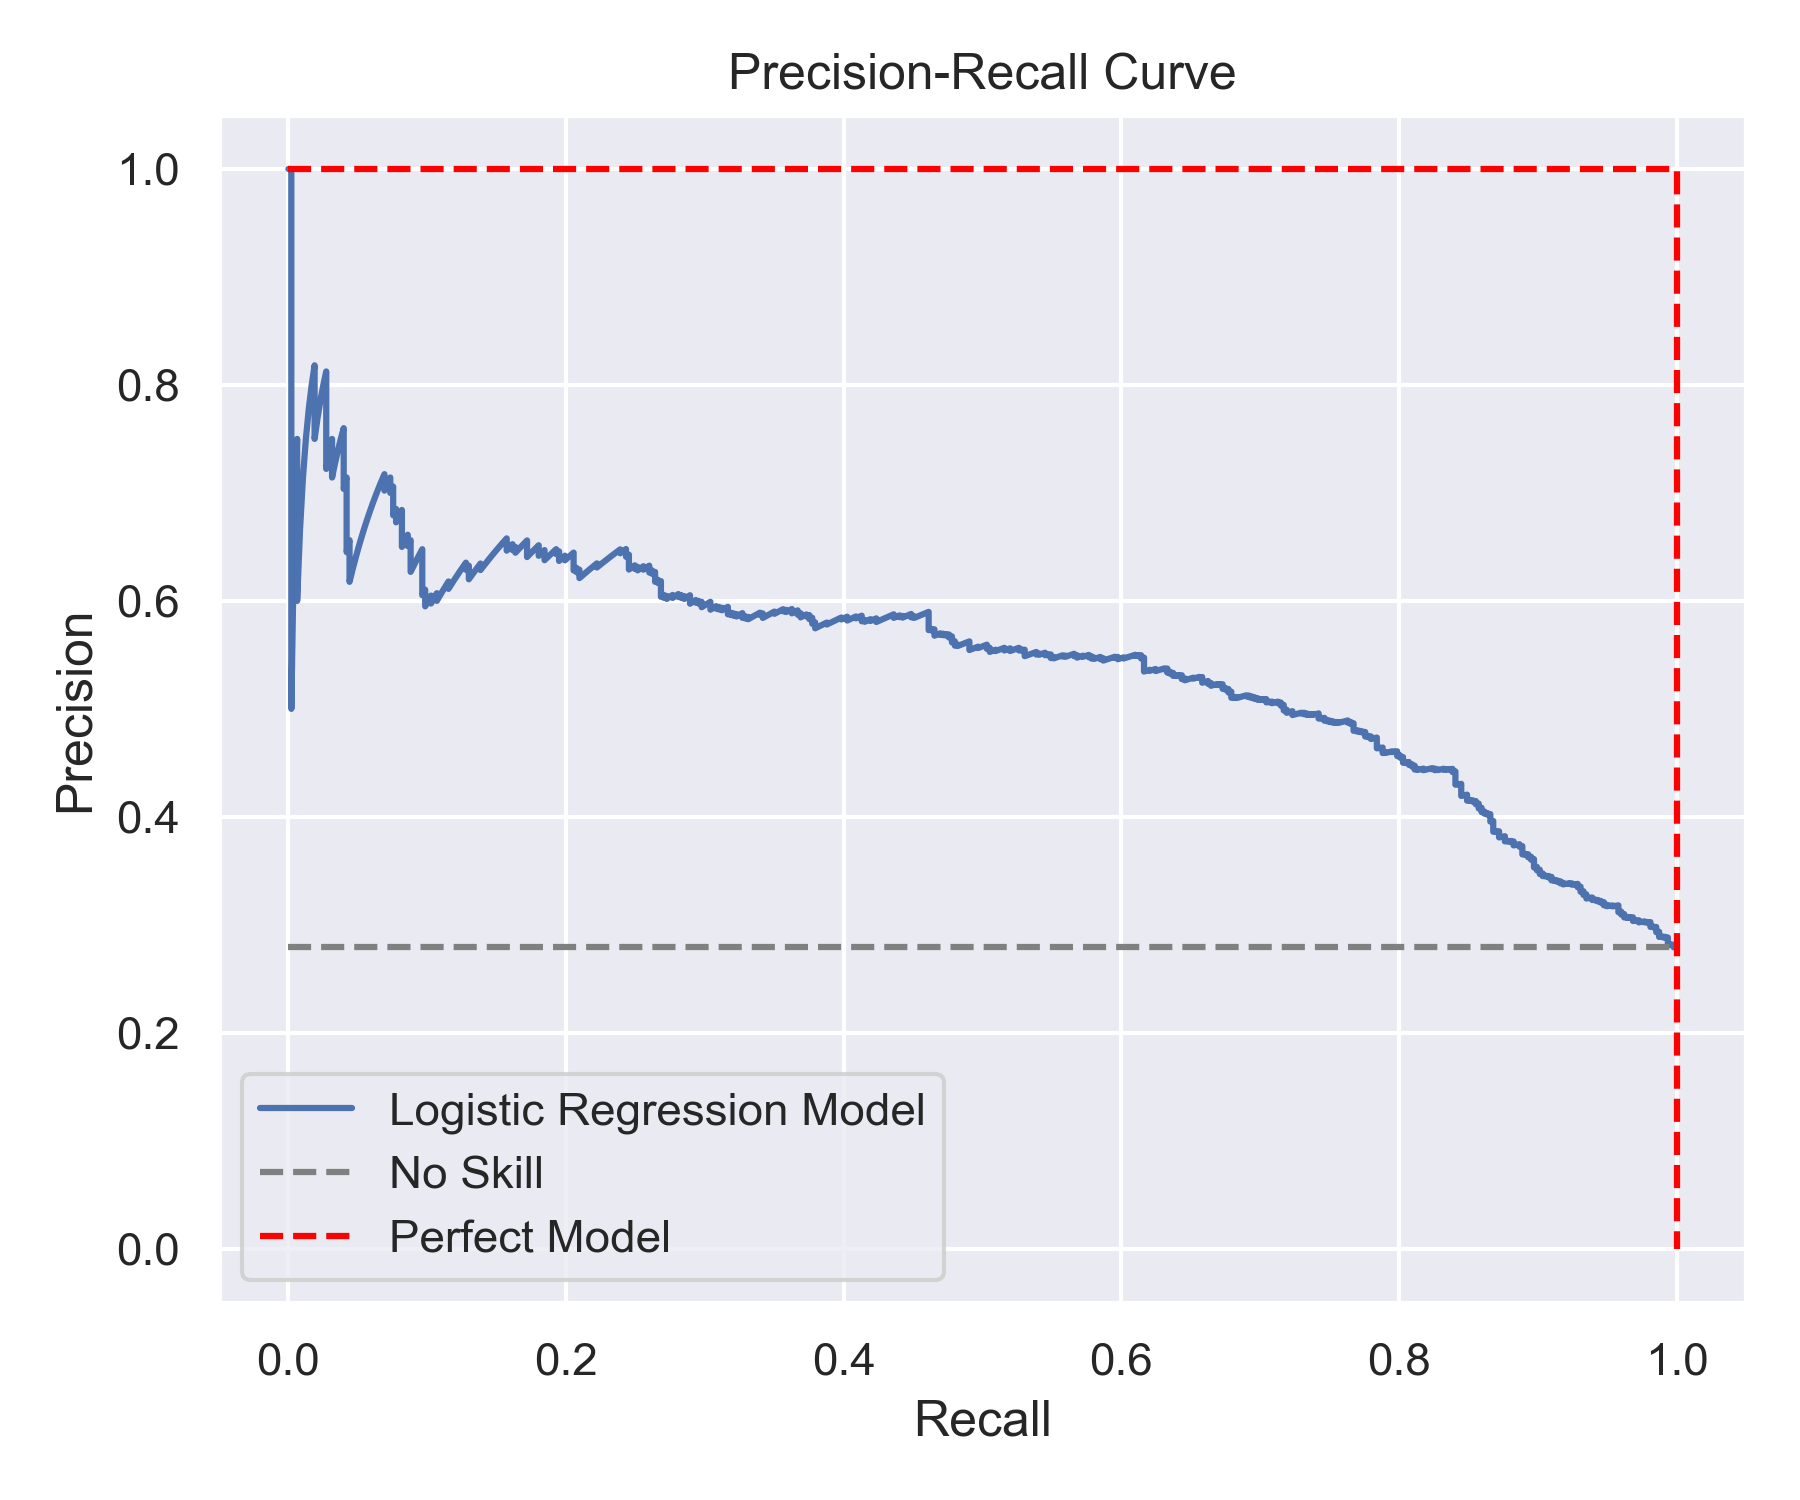 Precision-Recall Curve
1.0
0.8
0.6
0.4
0.2
0.0
Precision
Logistic Regression Model
No Skill
Perfect Model
0.0 0.2 0.4 0.6 0.8 1.0
Recall